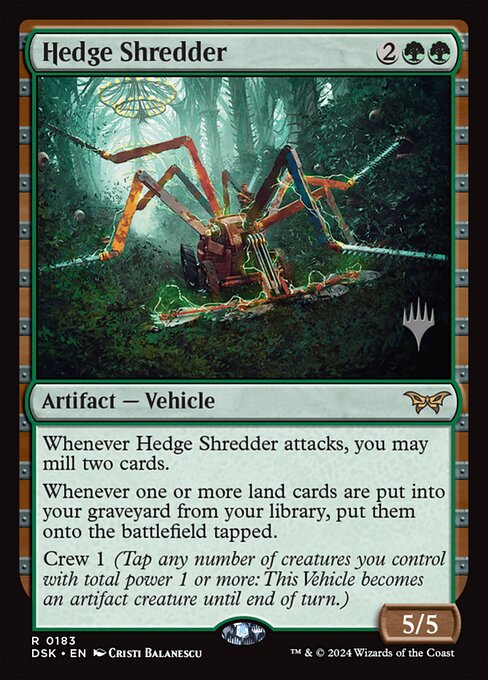 Hedge Shredder 2
Artifact — Vehicle
Whenever Hedge Shredder attacks, you may
mill two cards.
Whenever one or more land cards are put into
your graveyard from your library, put them
onto the battlefield tapped.
Crew 1 (Tap any number of creatures you control
with total power 1 or more: This Vehicle becomes
an artifact creature until end of turn.)
5/5
R 0183
DSK • EN CRISTI BALANESCU
™ & © 2024 Wizards of the Coast